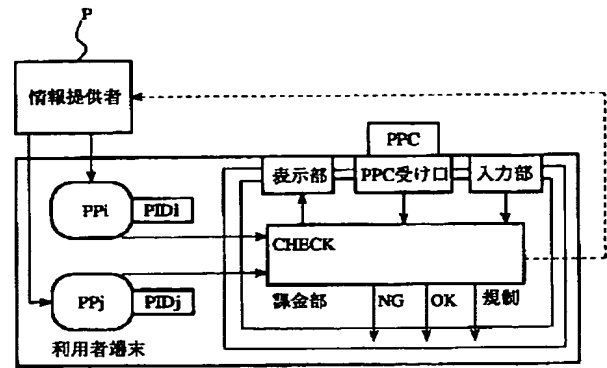 P
情報提供者
PPC
表示部
PPC受け口
入力部
PPi
PIDi
CHECK
PPj
PIDj
課金部
NG
OK
規制
利用者端末